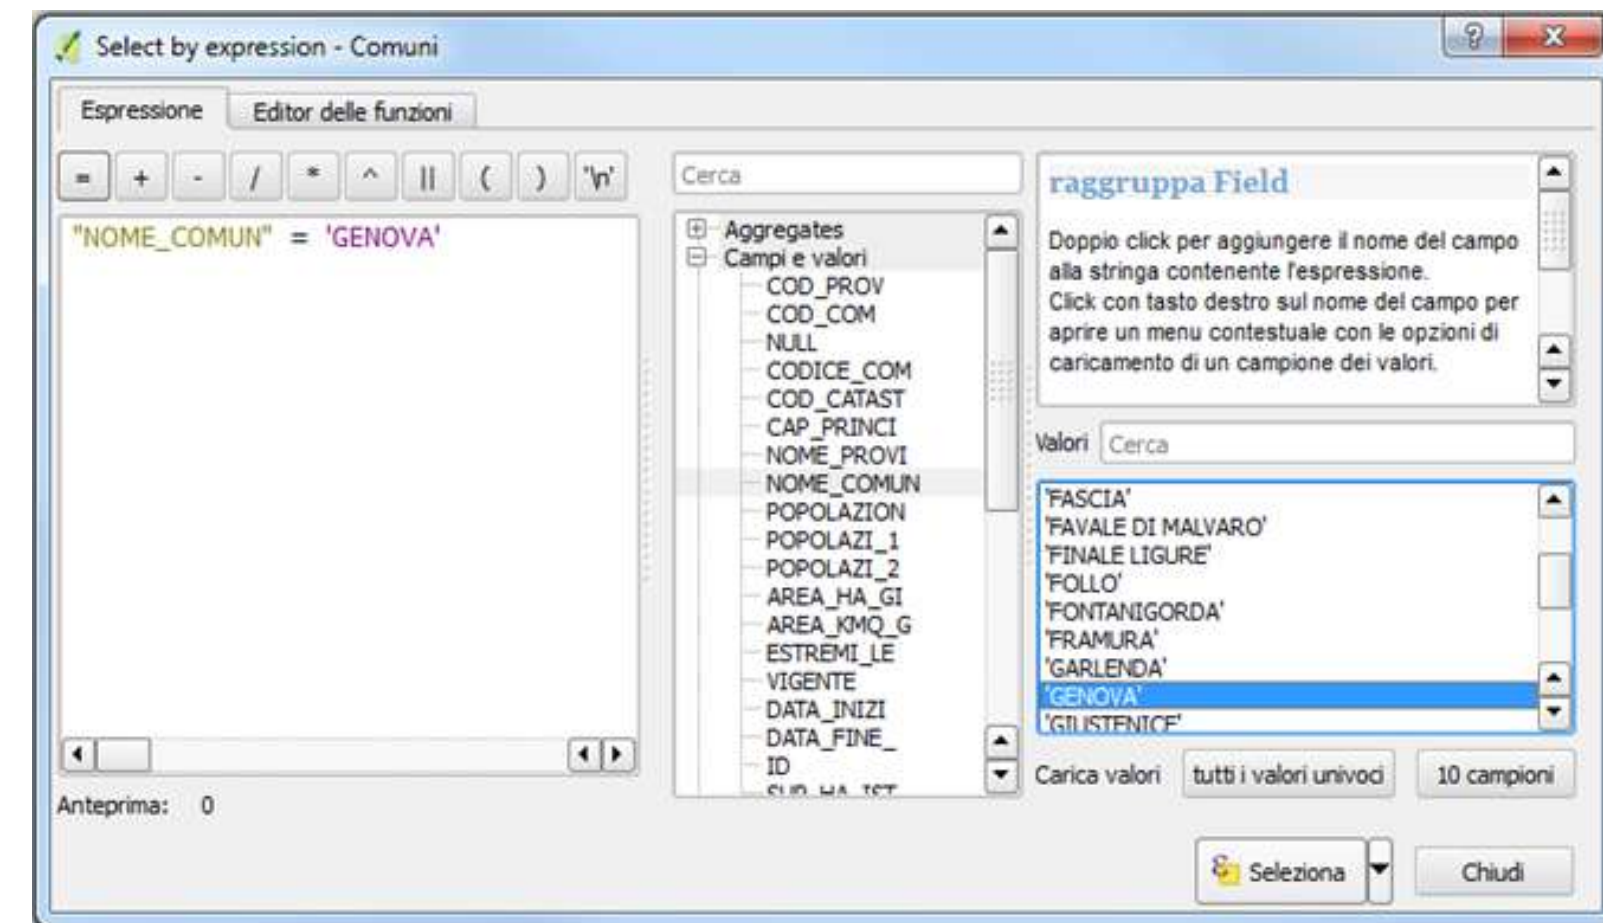 Select by expression - Comuni
Espressione Editor delle funzioni
= + - / * ^ || ( ) '\n'
"NOME_COMUN" = 'GENOVA'
Anteprima: 0
Cerca
Aggregates
Campi e valori
COD_PROV
COD_COM
NULL
CODICE_COM
COD_CATAST
CAP_PRINCI
NOME_PROVI
NOME_COMUN
POPOLAZION
POPOLAZI_1
POPOLAZI_2
AREA_HA_GI
AREA_KMQ_G
ESTREMI_LE
VIGENTE
DATA_INIZI
DATA_FINE_
ID
SUP_HA_IST
raggruppa Field
Doppio click per aggiungere il nome del campo
alla stringa contenente l'espressione.
Click con tasto destro sul nome del campo per
aprire un menu contestuale con le opzioni di
caricamento di un campione dei valori.
Valori Cerca
'FASCIA'
'FAVALE DI MALVARO'
'FINALE LIGURE'
'FOLLO'
'FONTANIGORDA'
'FRAMURA'
'GARLENDA'
'GENOVA'
'GIUSTENICE'
Carica valori tutti i valori univoci 10 campioni
Seleziona Chiudi